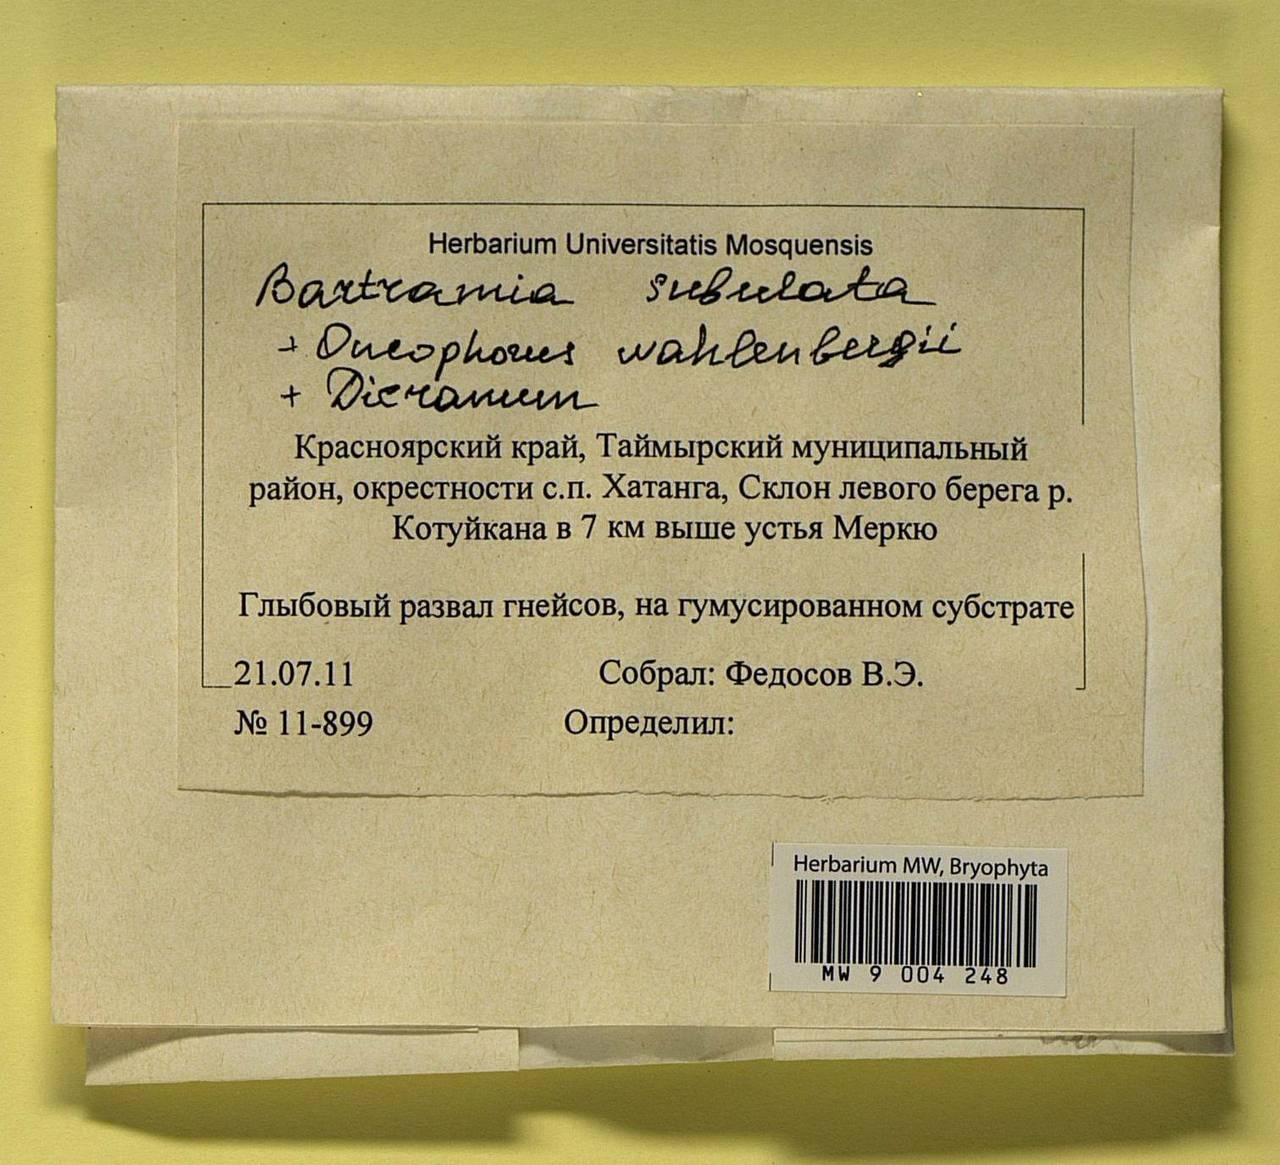 Herbarium Universitatis Mosquensis
Bartramia subulata
+ Oncophorus wahlenbergii
+ Dicranum
Красноярский край, Таймырский муниципальный
район, окрестности с.п. Хатанга, Склон левого берега р.
Котуйкана в 7 км выше устья Меркю
Глыбовый развал гнейсов, на гумусированном субстрате
21.07.11 Собрал: Федосов В.Э.
№ 11-899 Определил:
Herbarium MW, Bryophyta
MW 9 004 248